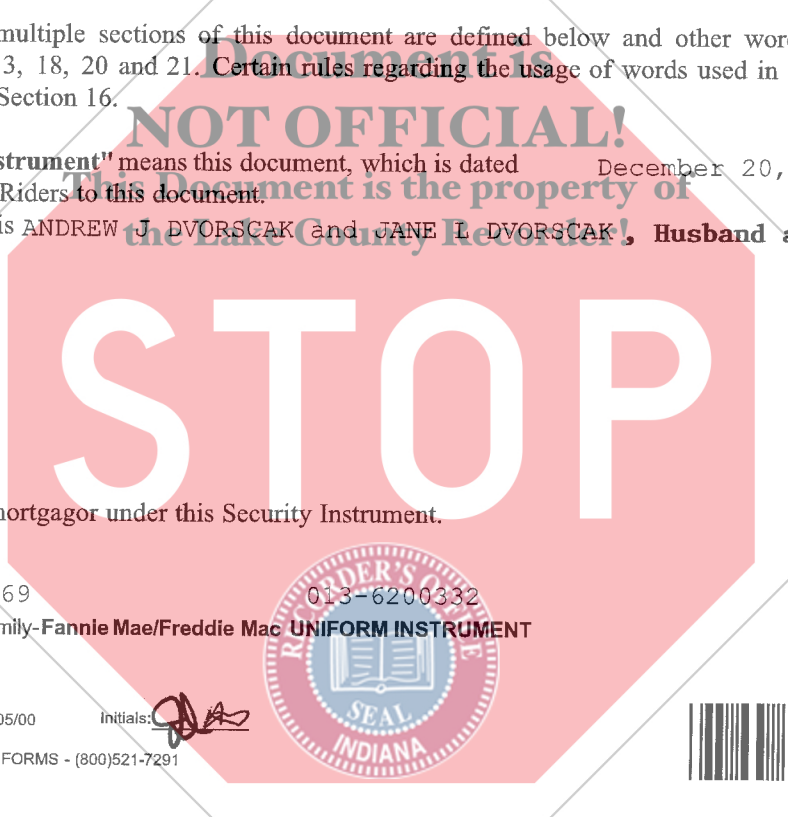 multiple sections of this document are defined below and other
3, 18, 20 and 21. Certain rules regarding the usage of words used in
Section 16.
Document is
NOT OFFICIAL!
This Document is the property of
the Lake County Recorder!
means this document, which is dated December 20,
Riders to this document.
is ANDREW J DVORSCAK and JANE L DVORSCAK, Husband
STOP
under this Security Instrument.
69 013-6200332
-Fannie Mae/Freddie Mac UNIFORM INSTRUMENT
RECORDER'S OFFICE
SEAL
INDIANA
05/00 Initials:
FORMS - (800)521-7291